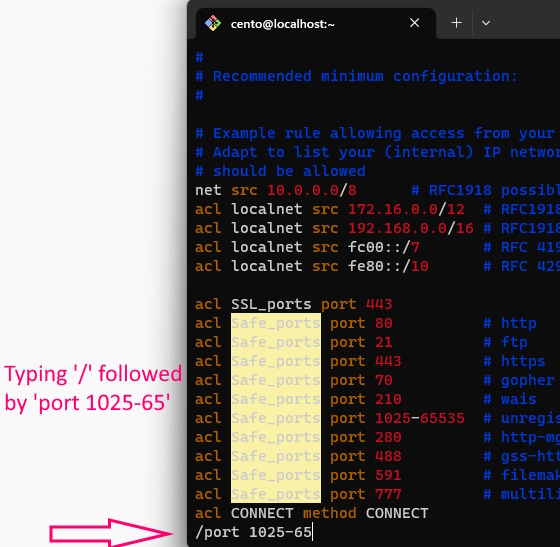 cento@localhost:~
#
# Recommended minimum configuration:
#
# Example rule allowing access from your
# Adapt to list your (internal) IP networ
# should be allowed
net src 10.0.0.0/8 # RFC1918 possibl
acl localnet src 172.16.0.0/12 # RFC1918
acl localnet src 192.168.0.0/16 # RFC1918
acl localnet src fc00::/7 # RFC 419
acl localnet src fe80::/10 # RFC 429
acl SSL_ports port 443
acl Safe_ports port 80 # http
acl Safe_ports port 21 # ftp
acl Safe_ports port 443 # https
acl Safe_ports port 70 # gopher
acl Safe_ports port 210 # wais
acl Safe_ports port 1025-65535 # unregis
acl Safe_ports port 280 # http-mg
acl Safe_ports port 488 # gss-htt
acl Safe_ports port 591 # filemak
acl Safe_ports port 777 # multili
acl CONNECT method CONNECT
/port 1025-65
Typing '/' followed
by 'port 1025-65'